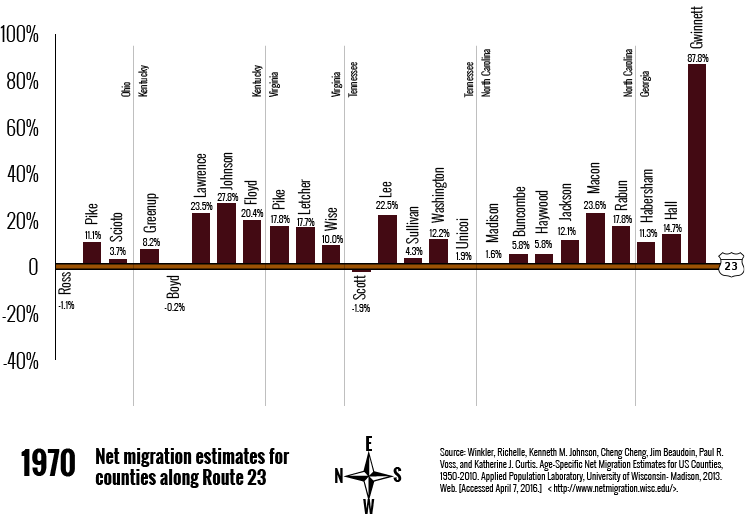 100%
80%
60%
40%
20%
0
-20%
-40%
Ohio
Kentucky
Kentucky
Virginia
Virginia
Tennessee
Tennessee
North Carolina
North Carolina
Georgia
Ross
-1.1%
Pike
11.1%
Scioto
3.7%
Greenup
8.2%
Boyd
-0.2%
Lawrence
23.5%
Johnson
27.8%
Floyd
20.4%
Pike
17.8%
Letcher
17.7%
Wise
10.0%
Scott
-1.9%
Lee
22.5%
Sullivan
4.3%
Washington
12.2%
Unicoi
1.9%
Madison
1.6%
Buncombe
5.8%
Haywood
5.8%
Jackson
12.1%
Macon
23.6%
Rabun
17.8%
Habersham
11.3%
Hall
14.7%
Gwinnett
87.8%
23
1970
Net migration estimates for
counties along Route 23
E
N S
W
Source: Winkler, Richelle, Kenneth M. Johnson, Cheng Cheng, Jim Beaudoin, Paul R.
Voss, and Katherine J. Curtis. Age-Specific Net Migration Estimates for US Counties,
1950-2010. Applied Population Laboratory, University of Wisconsin- Madison, 2013.
Web. [Accessed April 7, 2016.] < http://www.netmigration.wisc.edu/>.